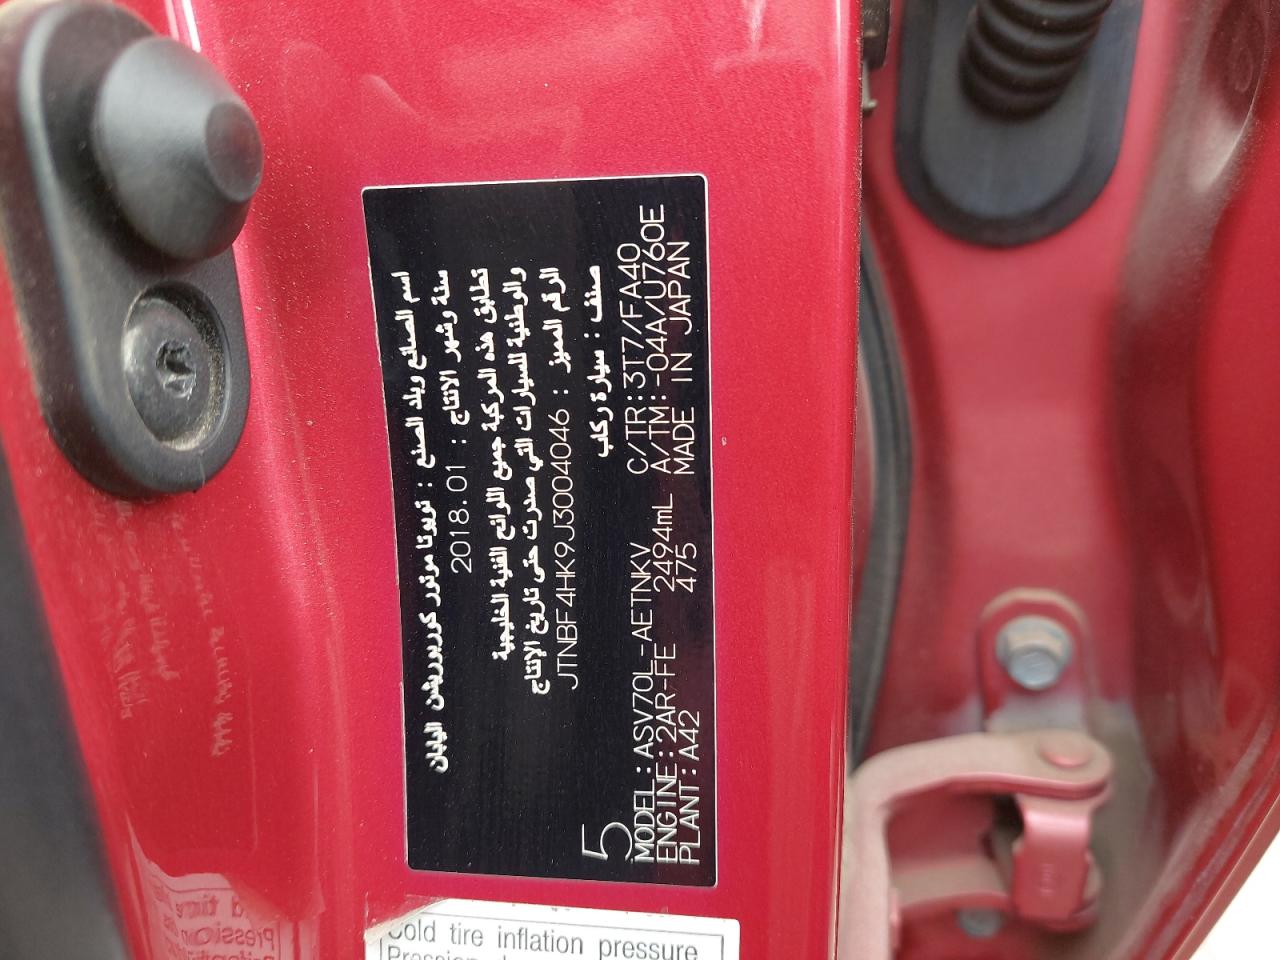 اسم الصانع وبلد الصنع : تويوتا موتور كوربوريشن اليابان
سنة وشهر الانتاج : 2018.01
تطابق هذه المركبة جميع اللوائح الفنية الخليجية
والوطنية للسيارات التي صدرت حتى تاريخ الإنتاج
الرقم المميز : JTNBF4HK9J3004046
صنف : سيارة ركاب
5
MODEL:ASV70L-AETNKV C/TR:3T7/FA40
ENGINE:2AR-FE 2494mL A/TM:-04A/U760E
PLANT:A42 475 MADE IN JAPAN
Cold tire inflation pressure